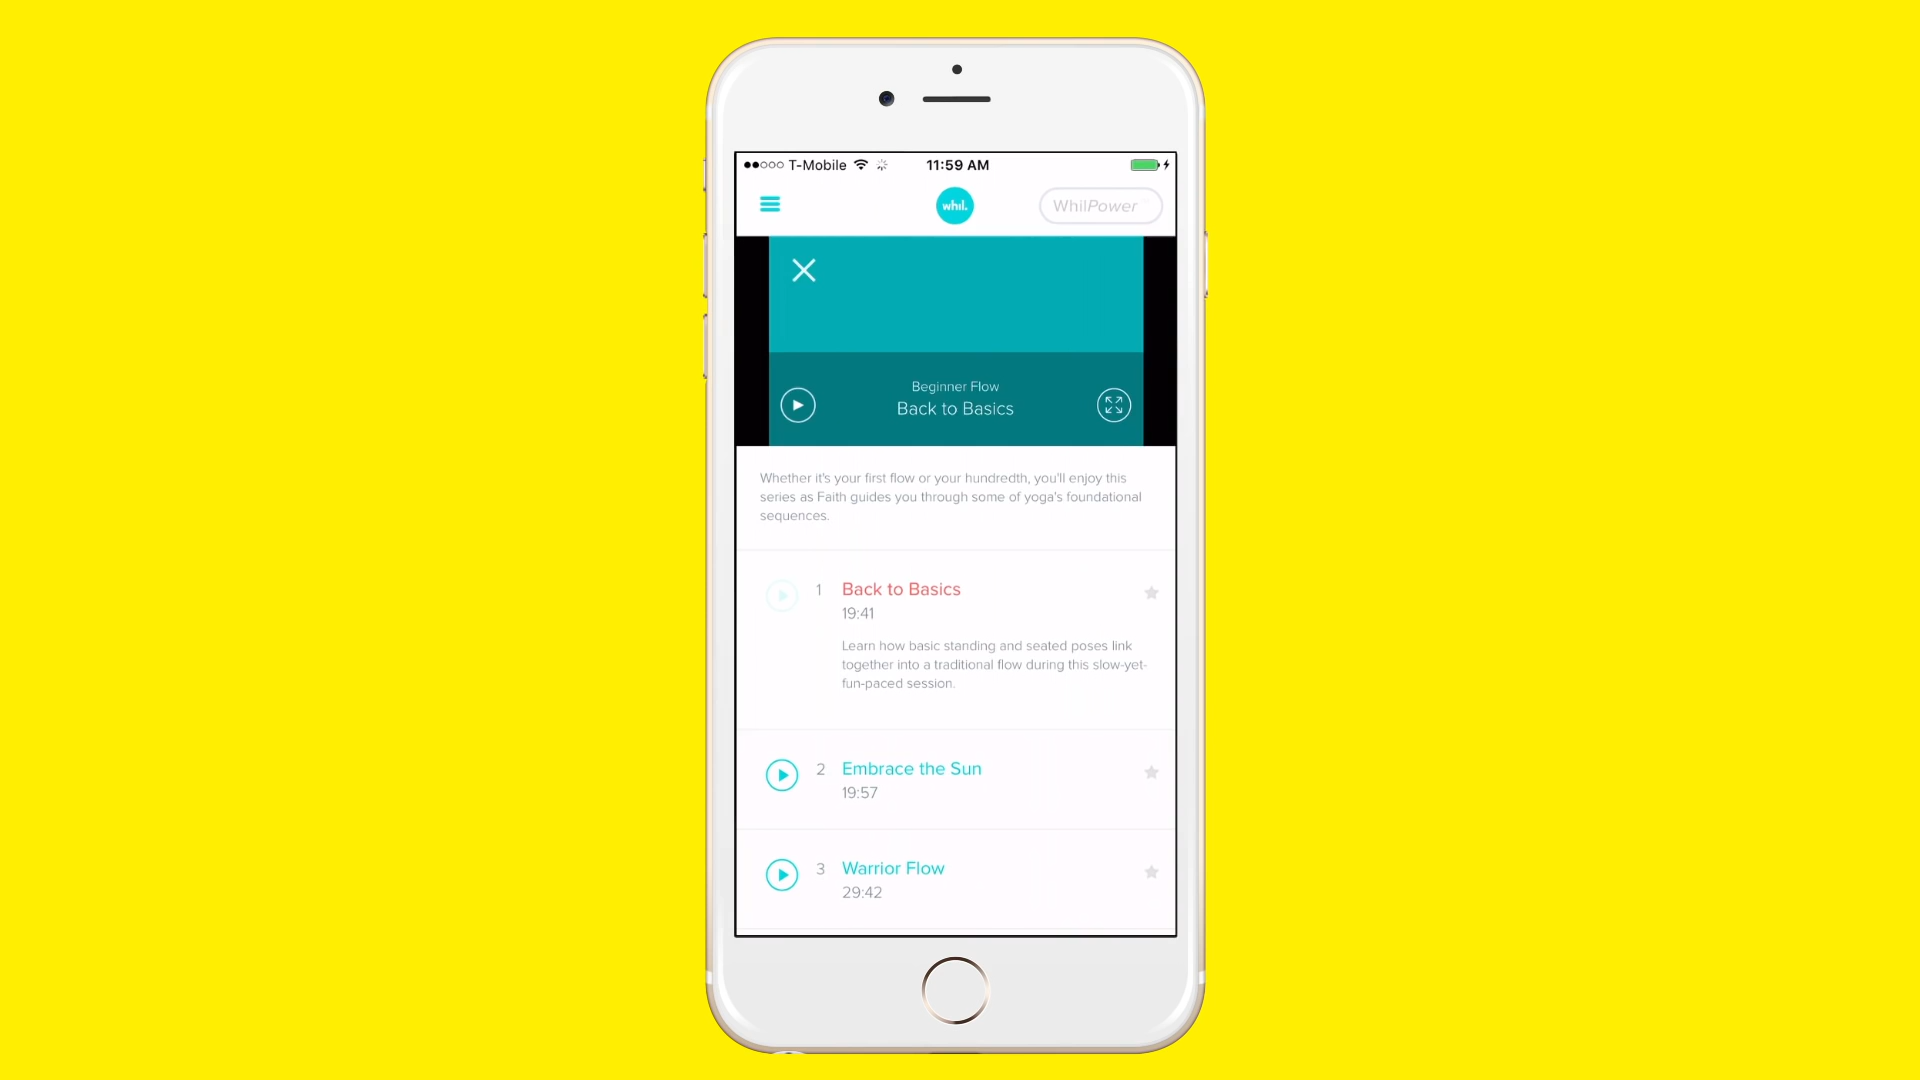 T-Mobile 11:59 AM
whil. WhilPower
Beginner Flow
Back to Basics
Whether it's your first flow or your hundredth, you'll enjoy this
series as Faith guides you through some of yoga's foundational
sequences.
1 Back to Basics
19:41
Learn how basic standing and seated poses link
together into a traditional flow during this slow-yet-
fun-paced session.
2 Embrace the Sun
19:57
3 Warrior Flow
29:42